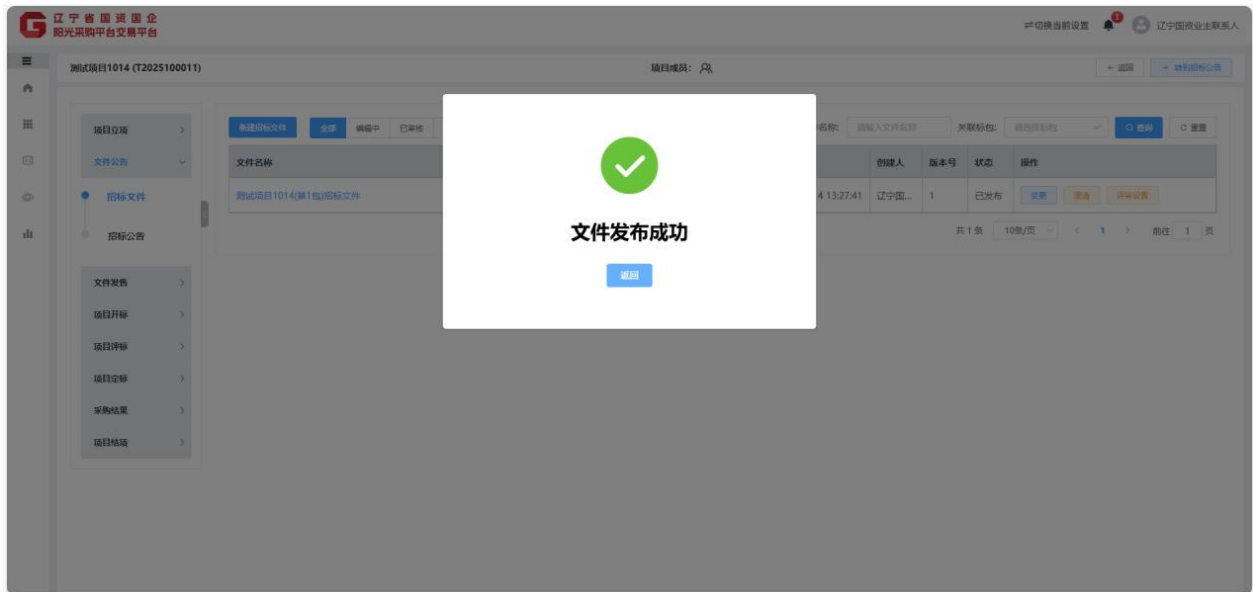 辽宁省国资国企
阳光采购平台交易平台
切换当前设置
辽宁国资业主联系人
测试项目1014 (T2025100011)
项目成员:
← 返回
→ 转到招标公告
项目立项
文件公告
招标文件
招标公告
文件发售
项目开标
项目评标
项目定标
采购结果
项目结项
新建招标文件 全部 编辑中 已审核
名称: 请输入文件名称 关联标包: 请选择标包 查询 重置
文件名称 创建人 版本号 状态 操作
测试项目1014(第1包)招标文件 4 13:27:41 辽宁国... 1 已发布 变更 澄清 评审设置
共 1 条 10条/页 < 1 > 前往 1 页
文件发布成功
返回